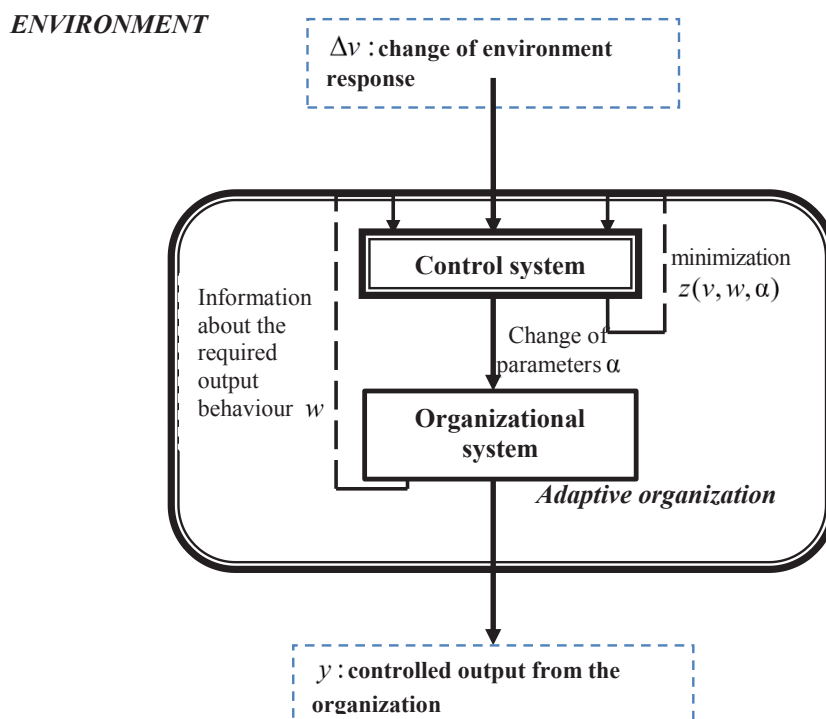 ENVIRONMENT
Δv : change of environment
response
Control system
minimization
z(v, w, α)
Information
about the
required
output
behaviour w
Change of
parameters α
Organizational
system
Adaptive organization
y : controlled output from the
organization